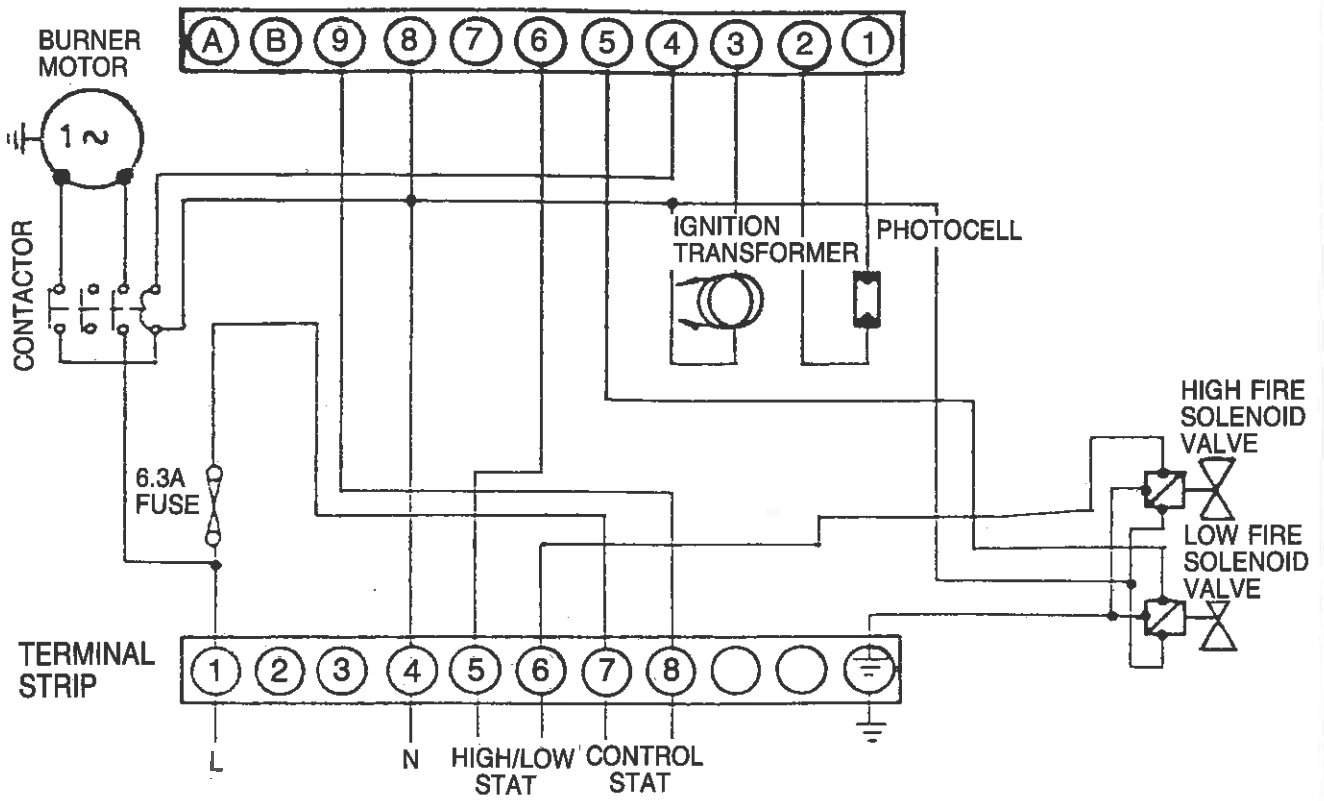 A B 9 8 7 6 5 4 3 2 1
BURNER
MOTOR
1 ~
CONTACTOR
IGNITION
TRANSFORMER
PHOTOCELL
6.3A
FUSE
HIGH FIRE
SOLENOID
VALVE
LOW FIRE
SOLENOID
VALVE
TERMINAL
STRIP
1 2 3 4 5 6 7 8
L
N
HIGH/LOW
STAT
CONTROL
STAT